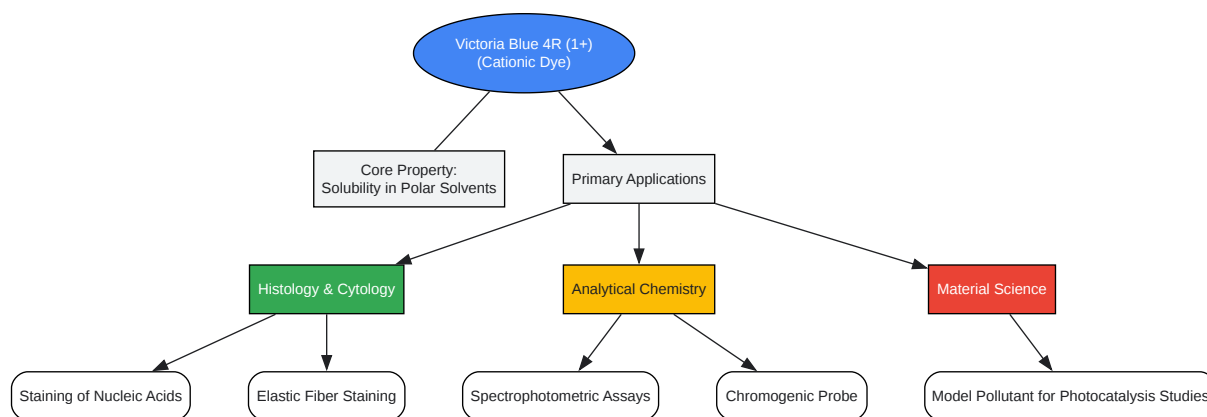 Victoria Blue 4R (1+)
(Cationic Dye)
Core Property:
Solubility in Polar Solvents
Primary Applications
Histology & Cytology
Analytical Chemistry
Material Science
Staining of Nucleic Acids
Elastic Fiber Staining
Spectrophotometric Assays
Chromogenic Probe
Model Pollutant for Photocatalysis Studies